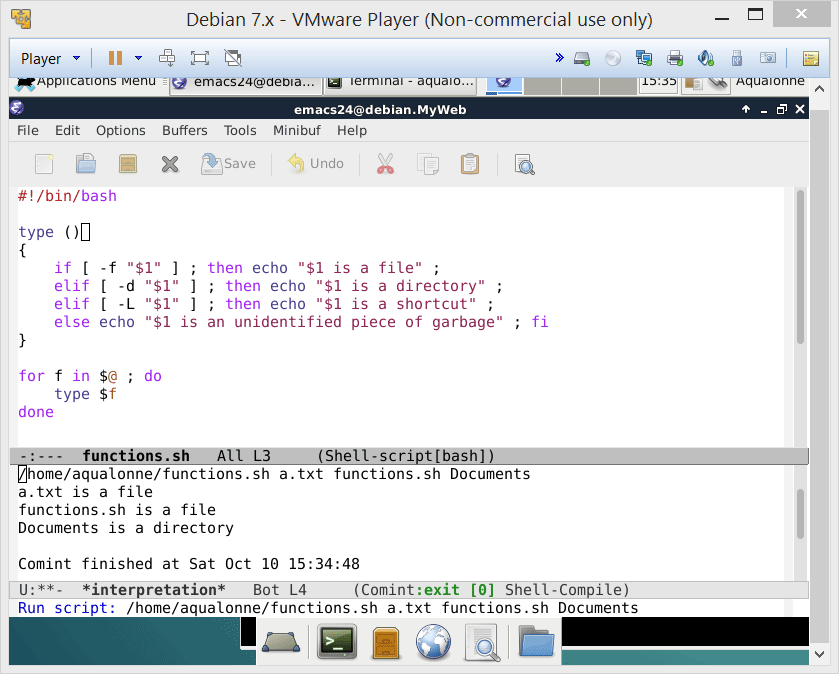 Debian 7.x - VMware Player (Non-commercial use only)
Player
Applications Menu emacs24@debia... Terminal - aqualo... 15:35 Aqualonne
emacs24@debian.MyWeb
File Edit Options Buffers Tools Minibuf Help
Save Undo
#!/bin/bash
type ()
{
    if [ -f "$1" ] ; then echo "$1 is a file" ;
    elif [ -d "$1" ] ; then echo "$1 is a directory" ;
    elif [ -L "$1" ] ; then echo "$1 is a shortcut" ;
    else echo "$1 is an unidentified piece of garbage" ; fi
}
for f in $@ ; do
    type $f
done
-:--- functions.sh All L3 (Shell-script[bash])
/home/aqualonne/functions.sh a.txt functions.sh Documents
a.txt is a file
functions.sh is a file
Documents is a directory
Comint finished at Sat Oct 10 15:34:48
U:**- *interpretation* Bot L4 (Comint:exit [0] Shell-Compile)
Run script: /home/aqualonne/functions.sh a.txt functions.sh Documents